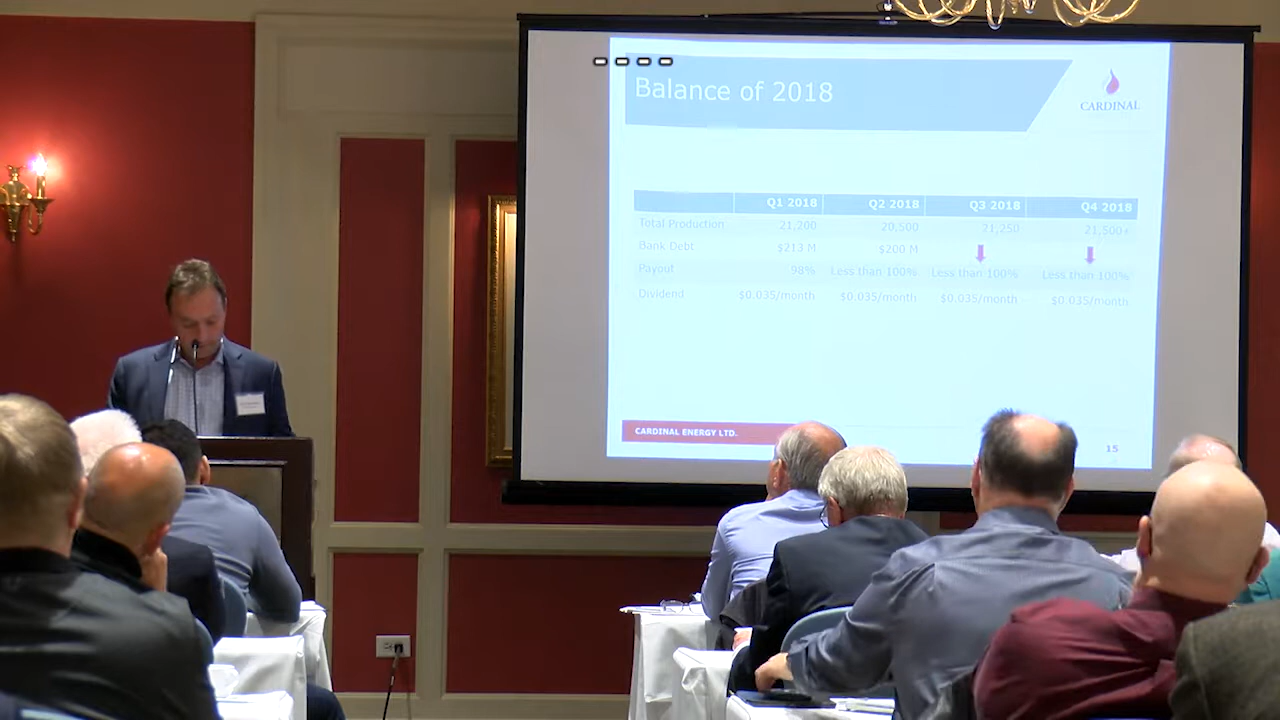 Balance of 2018
CARDINAL
Q1 2018 Q2 2018 Q3 2018 Q4 2018
Total Production 21,200 20,500 21,250 21,500+
Bank Debt $213 M $200 M
Payout 98% Less than 100% Less than 100% Less than 100%
Dividend $0.035/month $0.035/month $0.035/month $0.035/month
CARDINAL ENERGY LTD.
15